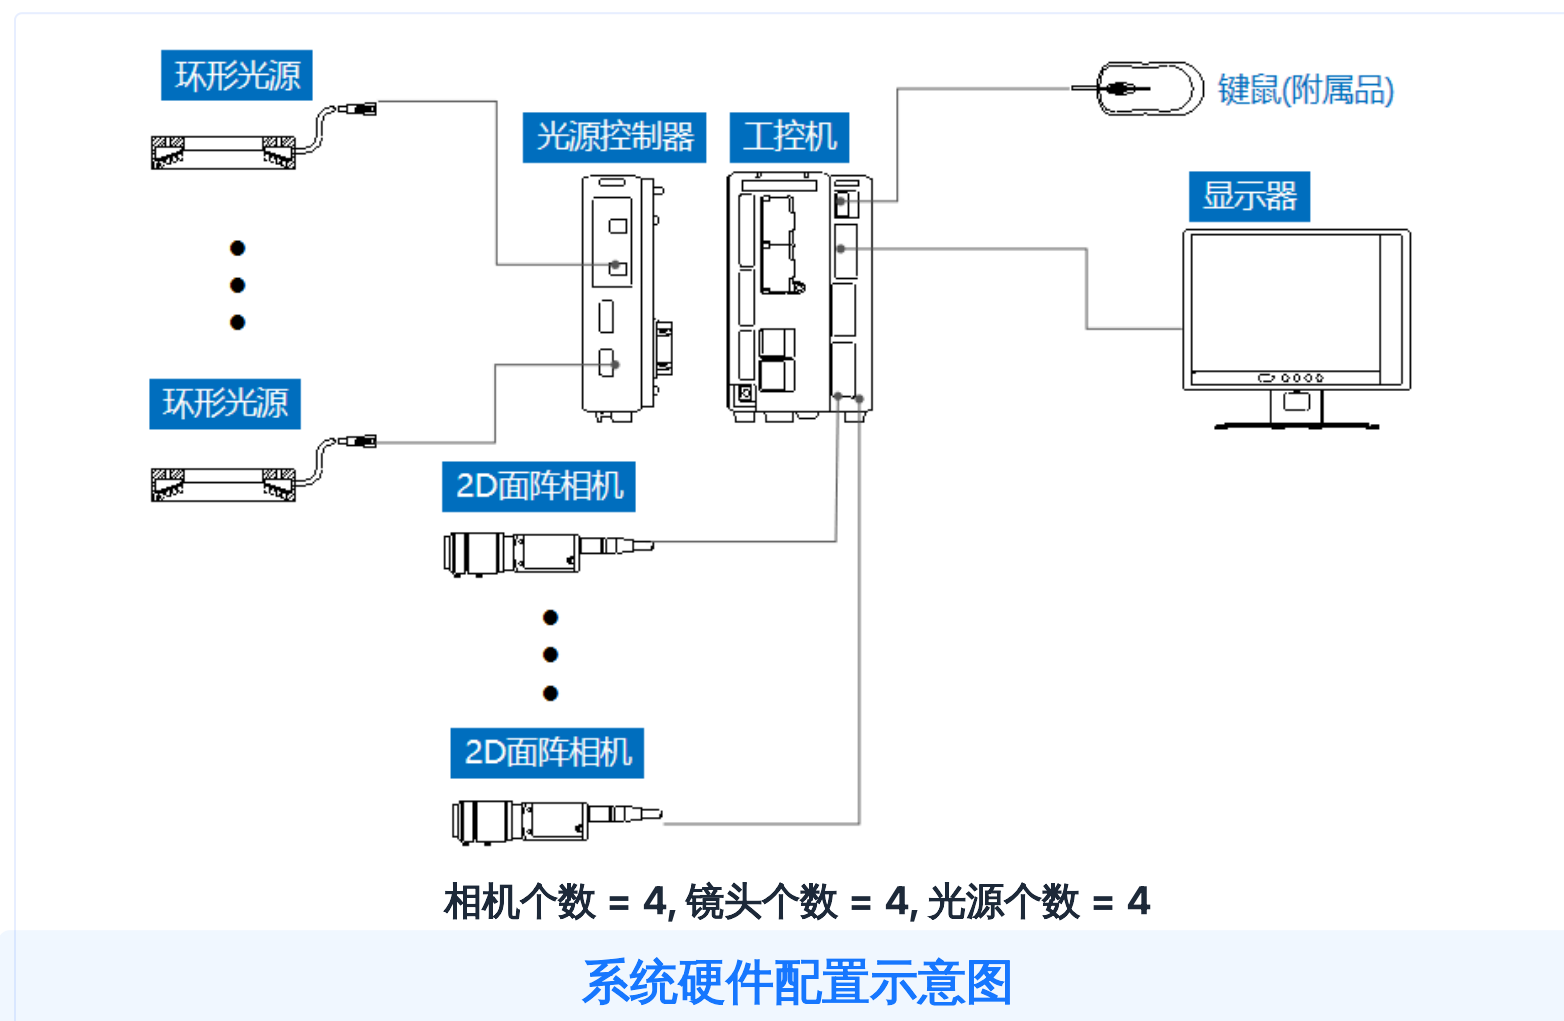 环形光源
键鼠(附属品)
光源控制器
工控机
显示器
环形光源
2D面阵相机
2D面阵相机
相机个数 = 4, 镜头个数 = 4, 光源个数 = 4
系统硬件配置示意图